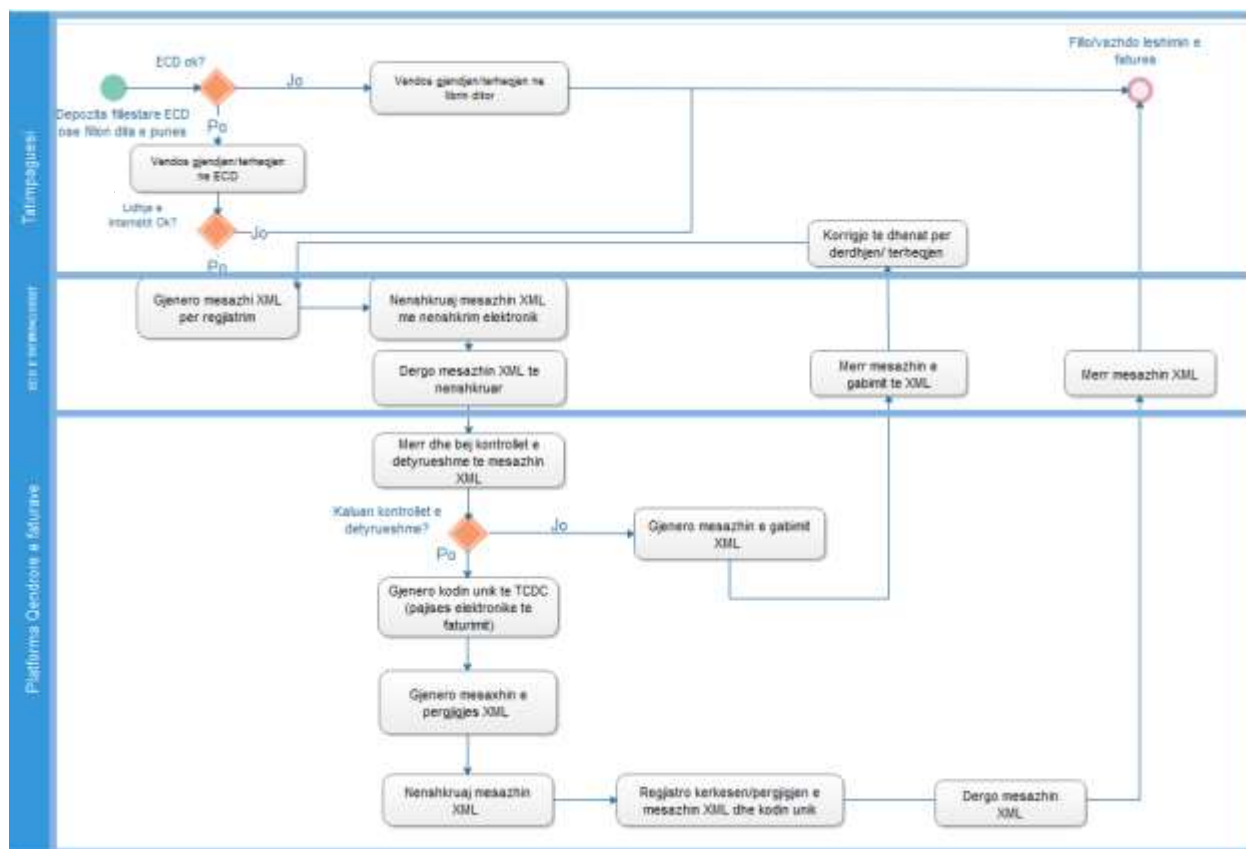 Tatimpaguesi
ECD ok?
Depozita fillestare ECD
ose fillon dita e punes
Jo
Po
Vendos gjendjen/terheqjen ne
librin ditor
Fillo/vazhdo leshimin e
faturea
Vendos gjendjen/terheqjen
ne ECD
Lidhja e
internetit Ok?
Jo
Po
Korrigjo te dhenat per
derdhjen/ terheqjen
Gjenero mesazhi XML
per regjistrim
Nenshkruaj mesazhin XML
me nenshkrim elektronik
Dergo mesazhin XML te
nenshkruar
Merr mesazhin e
gabimit te XML
Merr mesazhin XML
Platforma Qendrore e faturave
Merr dhe bej kontrollet e
detyrueshme te mesazhin
XML
Kaluan kontrollet e
detyrueshme?
Jo
Po
Gjenero mesazhin e gabimit
XML
Gjenero kodin unik te TCDC
(pajises elektronike te
faturimit)
Gjenero mesaxhin e
pergjigjes XML
Nenshkruaj mesazhin
XML
Regjistro kerkesen/pergjigjen e
mesazhin XML dhe kodin unik
Dergo mesazhin
XML